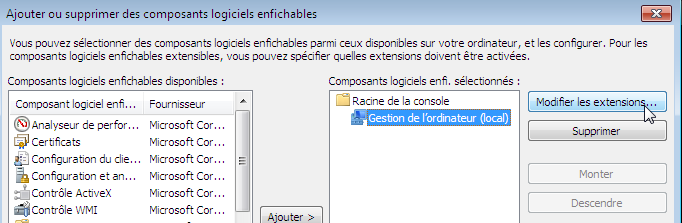 Ajouter ou supprimer des composants logiciels enfichables
Vous pouvez sélectionner des composants logiciels enfichables parmi ceux disponibles sur votre ordinateur, et les configurer. Pour les
composants logiciels enfichables extensibles, vous pouvez spécifier quelles extensions doivent être activées.
Composants logiciels enfichables disponibles :
Composant logiciel enfi... Fournisseur
Analyseur de perfor... Microsoft Cor...
Certificats Microsoft Cor...
Configuration du clie... Microsoft Cor...
Configuration et an... Microsoft Cor...
Contrôle ActiveX Microsoft Cor...
Contrôle WMI Microsoft Cor...
Ajouter >
Composants logiciels enfi. sélectionnés :
Racine de la console
Gestion de l'ordinateur (local)
Modifier les extensions...
Supprimer
Monter
Descendre